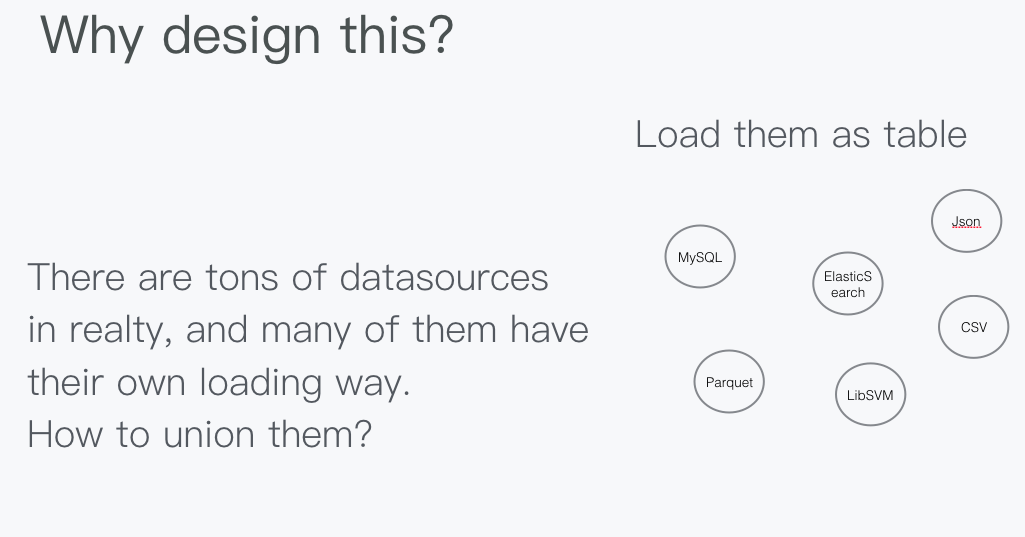 Why design this?
Load them as table
There are tons of datasources
in realty, and many of them have
their own loading way.
How to union them?
Json
MySQL
ElasticS
earch
CSV
Parquet
LibSVM